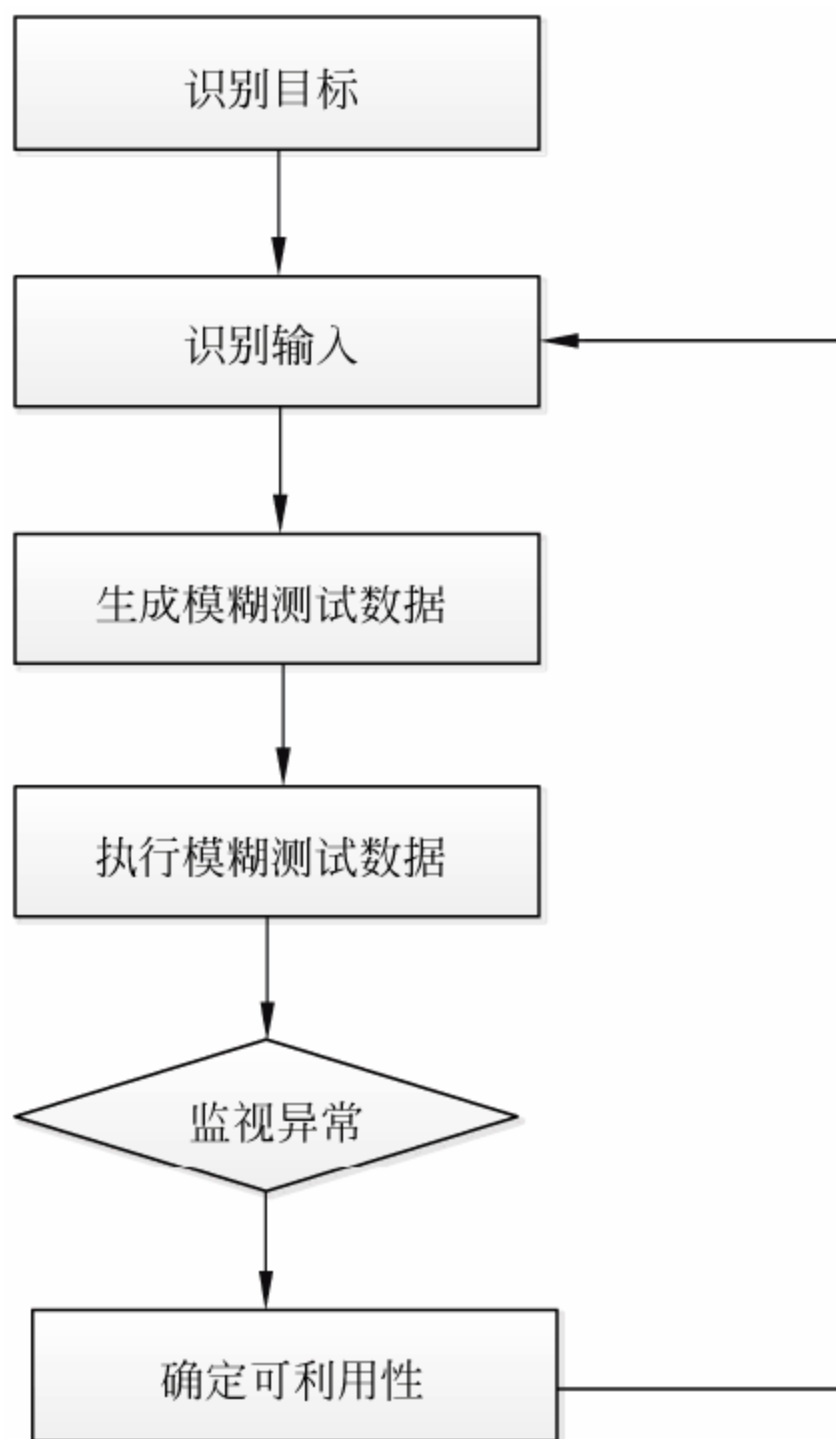 识别目标
识别输入
生成模糊测试数据
执行模糊测试数据
监视异常
确定可利用性